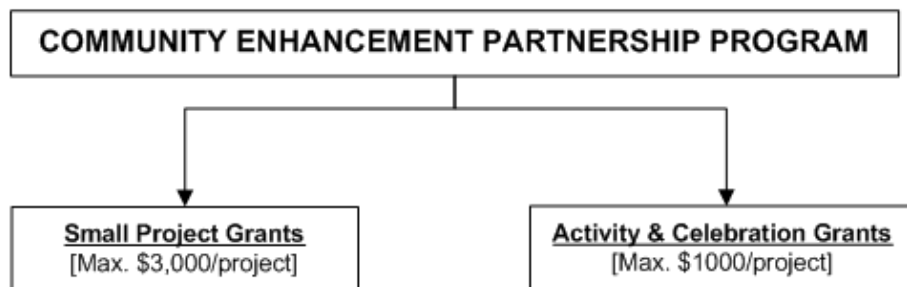 COMMUNITY ENHANCEMENT PARTNERSHIP PROGRAM
Small Project Grants
[Max. $3,000/project]
Activity & Celebration Grants
[Max. $1000/project]